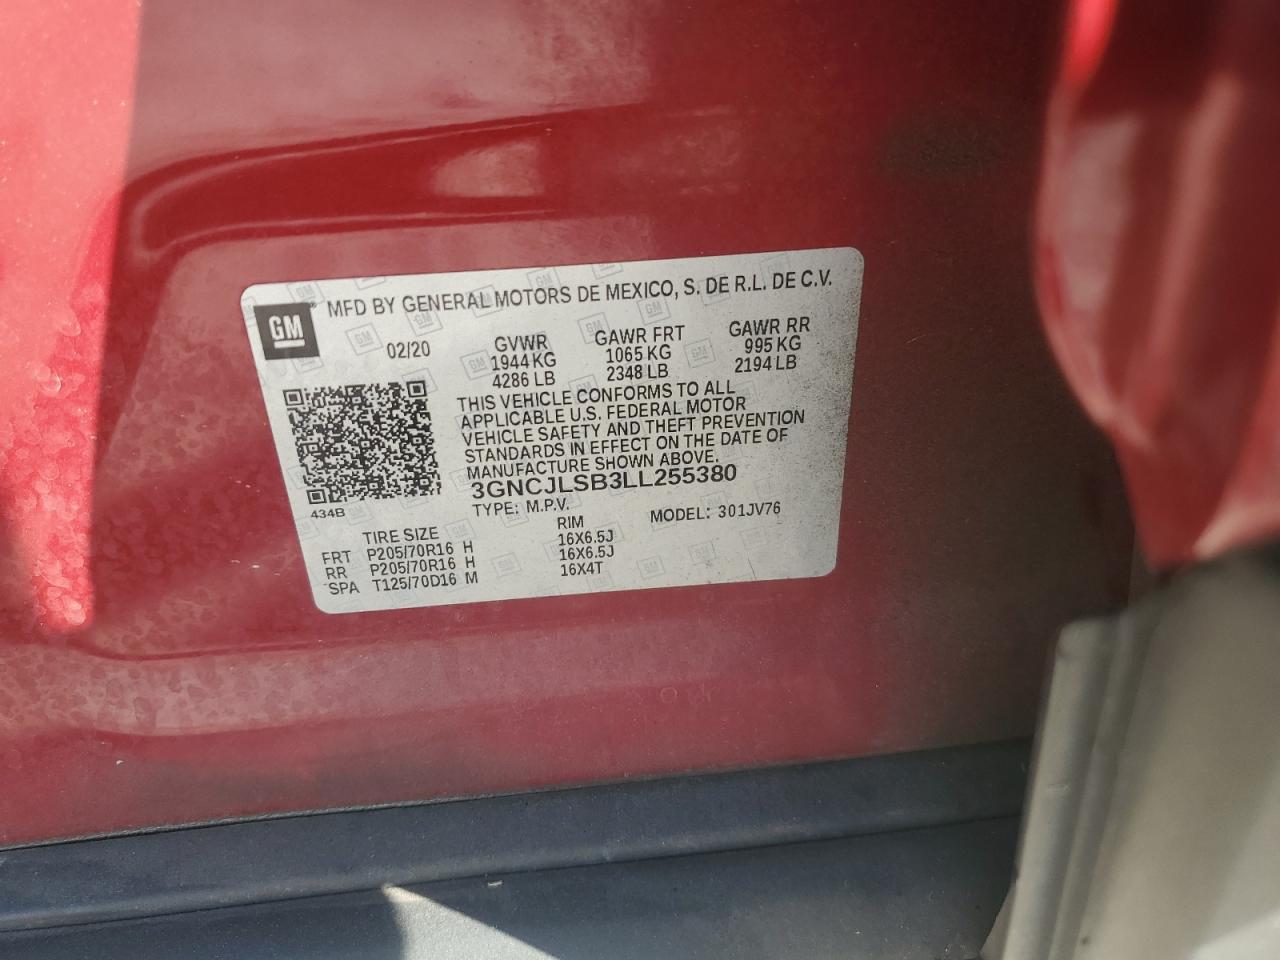 GM
MFD BY GENERAL MOTORS DE MEXICO, S. DE R.L. DE C.V.
02/20
GVWR GAWR FRT GAWR RR
1944 KG 1065 KG 995 KG
4286 LB 2348 LB 2194 LB
THIS VEHICLE CONFORMS TO ALL
APPLICABLE U.S. FEDERAL MOTOR
VEHICLE SAFETY AND THEFT PREVENTION
STANDARDS IN EFFECT ON THE DATE OF
MANUFACTURE SHOWN ABOVE.
3GNCJLSB3LL255380
434B
TYPE: M.P.V. MODEL: 301JV76
TIRE SIZE RIM
FRT P205/70R16 H 16X6.5J
RR P205/70R16 H 16X6.5J
SPA T125/70D16 M 16X4T